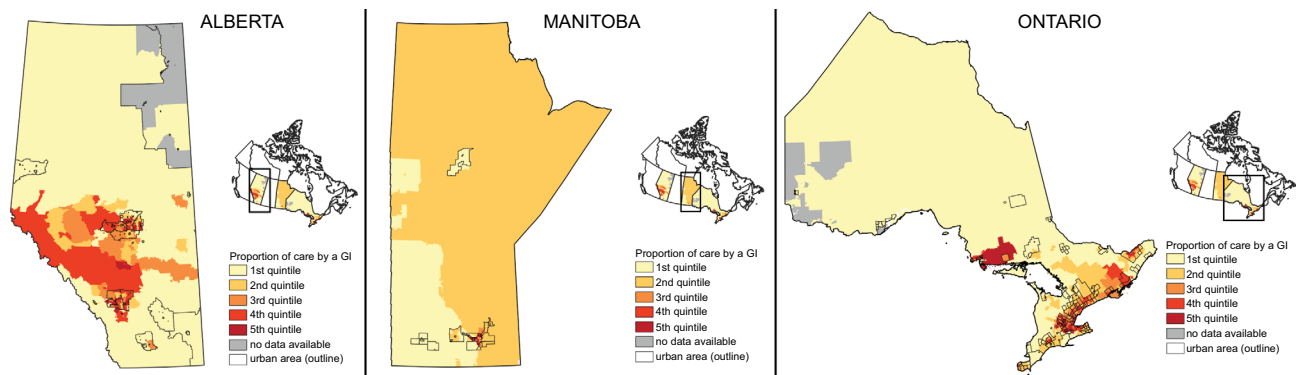 ALBERTA
Proportion of care by a GI
1st quintile
2nd quintile
3rd quintile
4th quintile
5th quintile
no data available
urban area (outline)
MANITOBA
Proportion of care by a GI
1st quintile
2nd quintile
3rd quintile
4th quintile
5th quintile
no data available
urban area (outline)
ONTARIO
Proportion of care by a GI
1st quintile
2nd quintile
3rd quintile
4th quintile
5th quintile
no data available
urban area (outline)